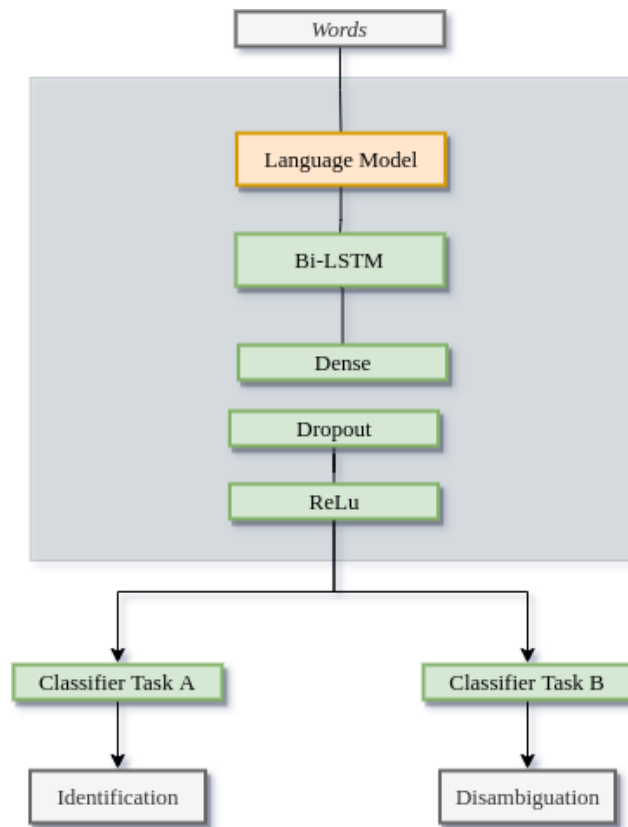 Words
Language Model
Bi-LSTM
Dense
Dropout
ReLu
Classifier Task A
Classifier Task B
Identification
Disambiguation